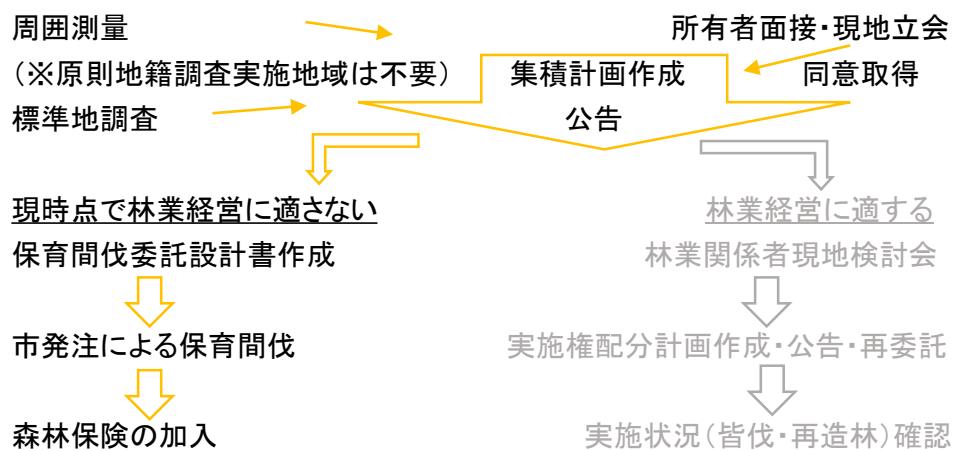 周囲測量
所有者面接・現地立会
(※原則地籍調査実施地域は不要)
集積計画作成
同意取得
標準地調査
公告
現時点で林業経営に適さない
林業経営に適する
保育間伐委託設計書作成
林業関係者現地検討会
市発注による保育間伐
実施権配分計画作成・公告・再委託
森林保険の加入
実施状況(皆伐・再造林)確認